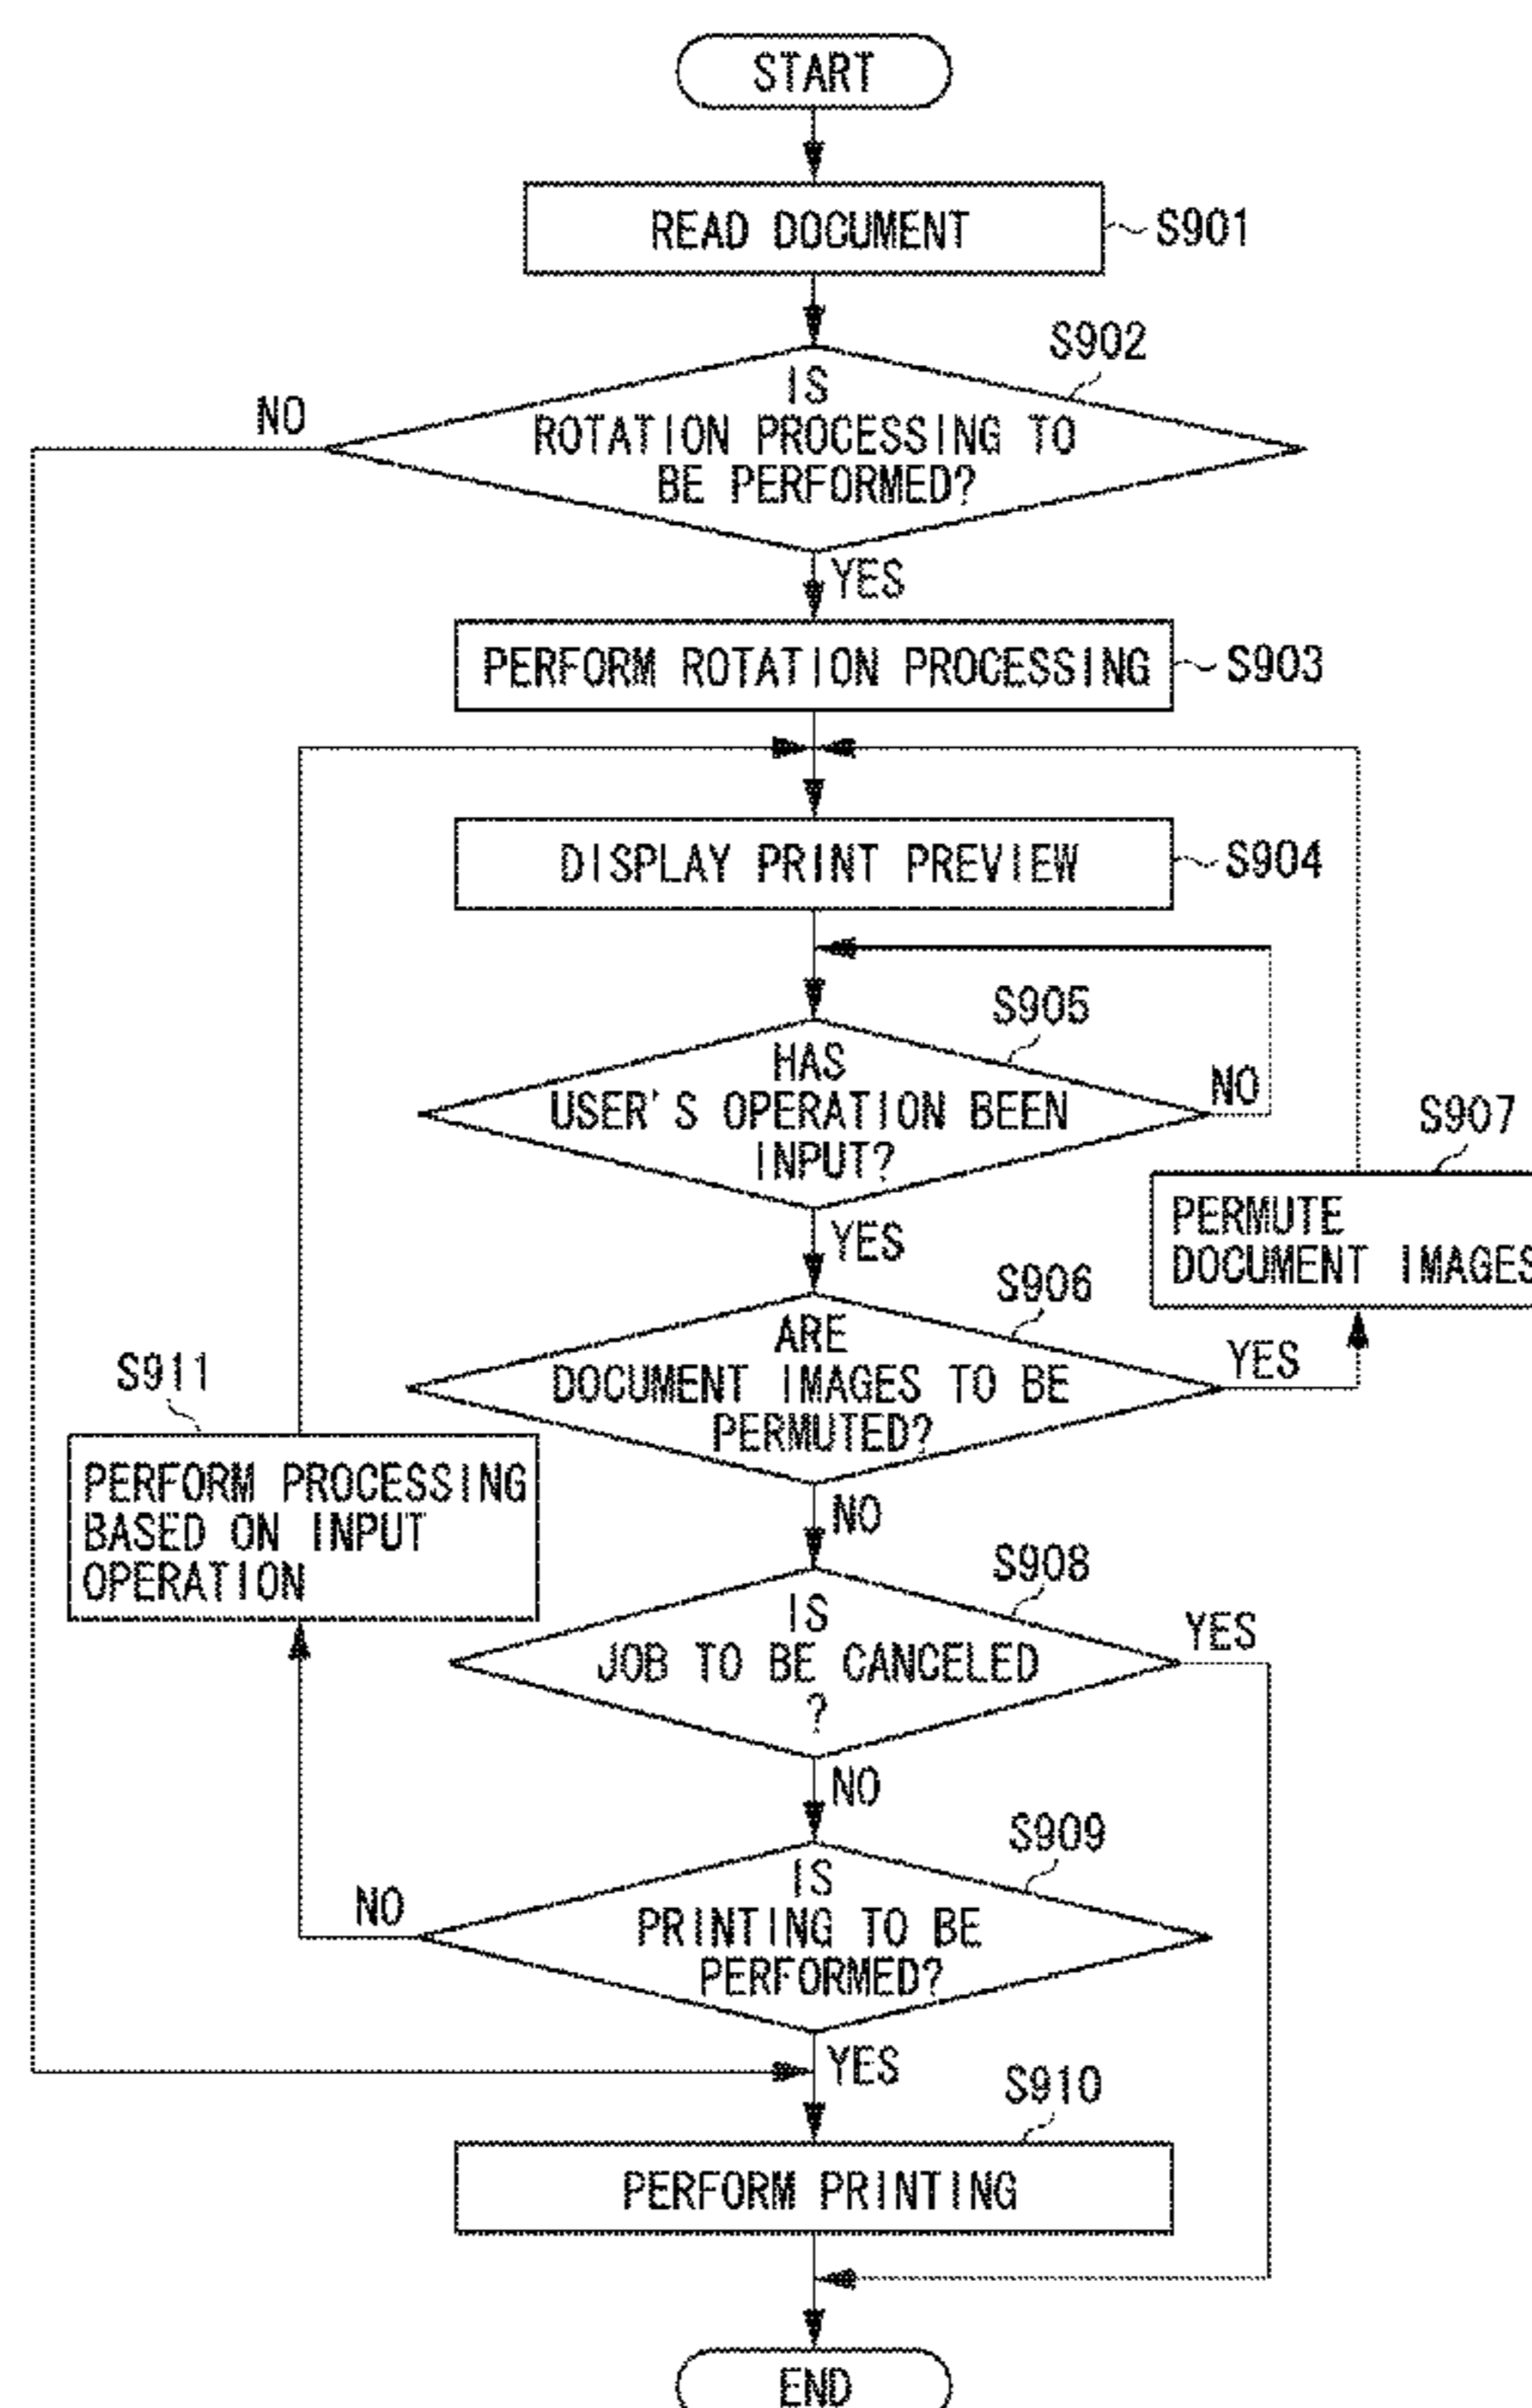 START
READ DOCUMENT
S901
S902
IS
ROTATION PROCESSING TO
BE PERFORMED?
NO
YES
PERFORM ROTATION PROCESSING
S903
DISPLAY PRINT PREVIEW
S904
S905
HAS
USER'S OPERATION BEEN
INPUT?
NO
YES
S907
PERMUTE
DOCUMENT IMAGES
S906
ARE
DOCUMENT IMAGES TO BE
PERMUTED?
YES
NO
S911
PERFORM PROCESSING
BASED ON INPUT
OPERATION
S908
IS
JOB TO BE CANCELED
?
YES
NO
S909
IS
PRINTING TO BE
PERFORMED?
NO
YES
S910
PERFORM PRINTING
END